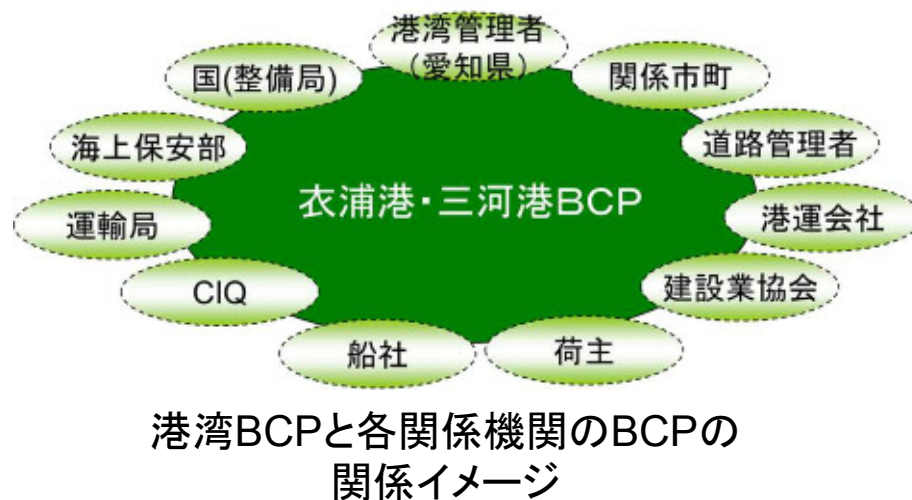 港湾管理者
(愛知県)
国(整備局)
関係市町
海上保安部
道路管理者
衣浦港・三河港BCP
運輸局
港運会社
CIQ
建設業協会
船社
荷主
港湾BCPと各関係機関のBCPの
関係イメージ